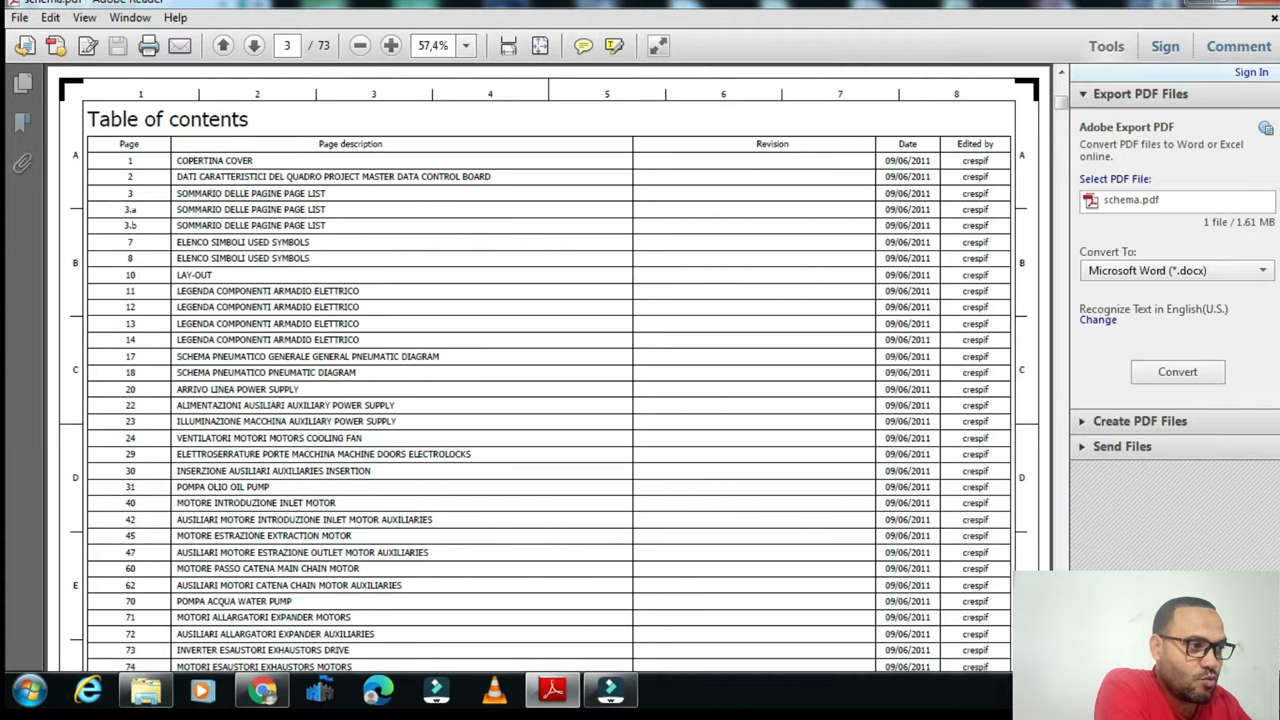 schema.pdf - Adobe Reader
File Edit View Window Help
3 / 73 57,4% Tools Sign Comment
Sign In
Export PDF Files
Adobe Export PDF
Convert PDF files to Word or Excel
online.
Select PDF File:
schema.pdf
1 file / 1.61 MB
Convert To:
Microsoft Word (*.docx)
Recognize Text in English(U.S.)
Change
Convert
Create PDF Files
Send Files
1 2 3 4 5 6 7 8
Table of contents
Page Page description Revision Date Edited by
A A
1 COPERTINA COVER 09/06/2011 crespif
2 DATI CARATTERISTICI DEL QUADRO PROJECT MASTER DATA CONTROL BOARD 09/06/2011 crespif
3 SOMMARIO DELLE PAGINE PAGE LIST 09/06/2011 crespif
3.a SOMMARIO DELLE PAGINE PAGE LIST 09/06/2011 crespif
3.b SOMMARIO DELLE PAGINE PAGE LIST 09/06/2011 crespif
7 ELENCO SIMBOLI USED SYMBOLS 09/06/2011 crespif
8 ELENCO SIMBOLI USED SYMBOLS 09/06/2011 crespif
B B
10 LAY-OUT 09/06/2011 crespif
11 LEGENDA COMPONENTI ARMADIO ELETTRICO 09/06/2011 crespif
12 LEGENDA COMPONENTI ARMADIO ELETTRICO 09/06/2011 crespif
13 LEGENDA COMPONENTI ARMADIO ELETTRICO 09/06/2011 crespif
14 LEGENDA COMPONENTI ARMADIO ELETTRICO 09/06/2011 crespif
17 SCHEMA PNEUMATICO GENERALE GENERAL PNEUMATIC DIAGRAM 09/06/2011 crespif
C C
18 SCHEMA PNEUMATICO PNEUMATIC DIAGRAM 09/06/2011 crespif
20 ARRIVO LINEA POWER SUPPLY 09/06/2011 crespif
22 ALIMENTAZIONI AUSILIARI AUXILIARY POWER SUPPLY 09/06/2011 crespif
23 ILLUMINAZIONE MACCHINA AUXILIARY POWER SUPPLY 09/06/2011 crespif
24 VENTILATORI MOTORI MOTORS COOLING FAN 09/06/2011 crespif
29 ELETTROSERRATURE PORTE MACCHINA MACHINE DOORS ELECTROLOCKS 09/06/2011 crespif
30 INSERZIONE AUSILIARI AUXILIARIES INSERTION 09/06/2011 crespif
D D
31 POMPA OLIO OIL PUMP 09/06/2011 crespif
40 MOTORE INTRODUZIONE INLET MOTOR 09/06/2011 crespif
42 AUSILIARI MOTORE INTRODUZIONE INLET MOTOR AUXILIARIES 09/06/2011 crespif
45 MOTORE ESTRAZIONE EXTRACTION MOTOR 09/06/2011 crespif
47 AUSILIARI MOTORE ESTRAZIONE OUTLET MOTOR AUXILIARIES 09/06/2011 crespif
60 MOTORE PASSO CATENA MAIN CHAIN MOTOR 09/06/2011 crespif
62 AUSILIARI MOTORI CATENA CHAIN MOTOR AUXILIARIES 09/06/2011 crespif
E
70 POMPA ACQUA WATER PUMP 09/06/2011 crespif
71 MOTORI ALLARGATORI EXPANDER MOTORS 09/06/2011 crespif
72 AUSILIARI ALLARGATORI EXPANDER AUXILIARIES 09/06/2011 crespif
73 INVERTER ESAUSTORI EXHAUSTORS DRIVE 09/06/2011 crespif
74 MOTORI ESAUSTORI EXHAUSTORS MOTORS 09/06/2011 crespif